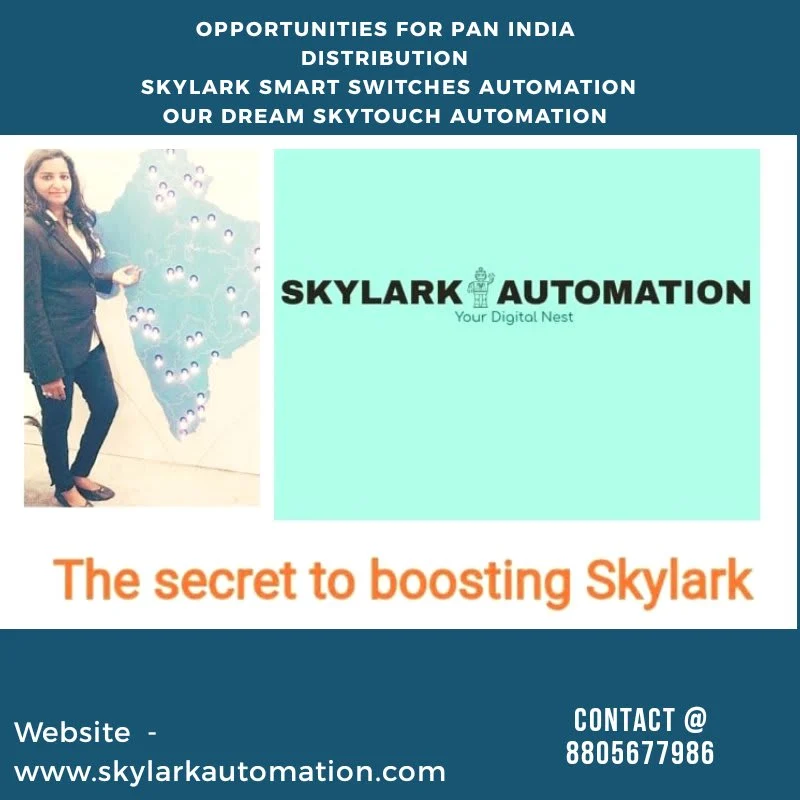 OPPORTUNITIES FOR PAN INDIA
DISTRIBUTION
SKYLARK SMART SWITCHES AUTOMATION
OUR DREAM SKYTOUCH AUTOMATION
SKYLARK AUTOMATION
Your Digital Nest
The secret to boosting Skylark
Website -
www.skylarkautomation.com
CONTACT @
8805677986